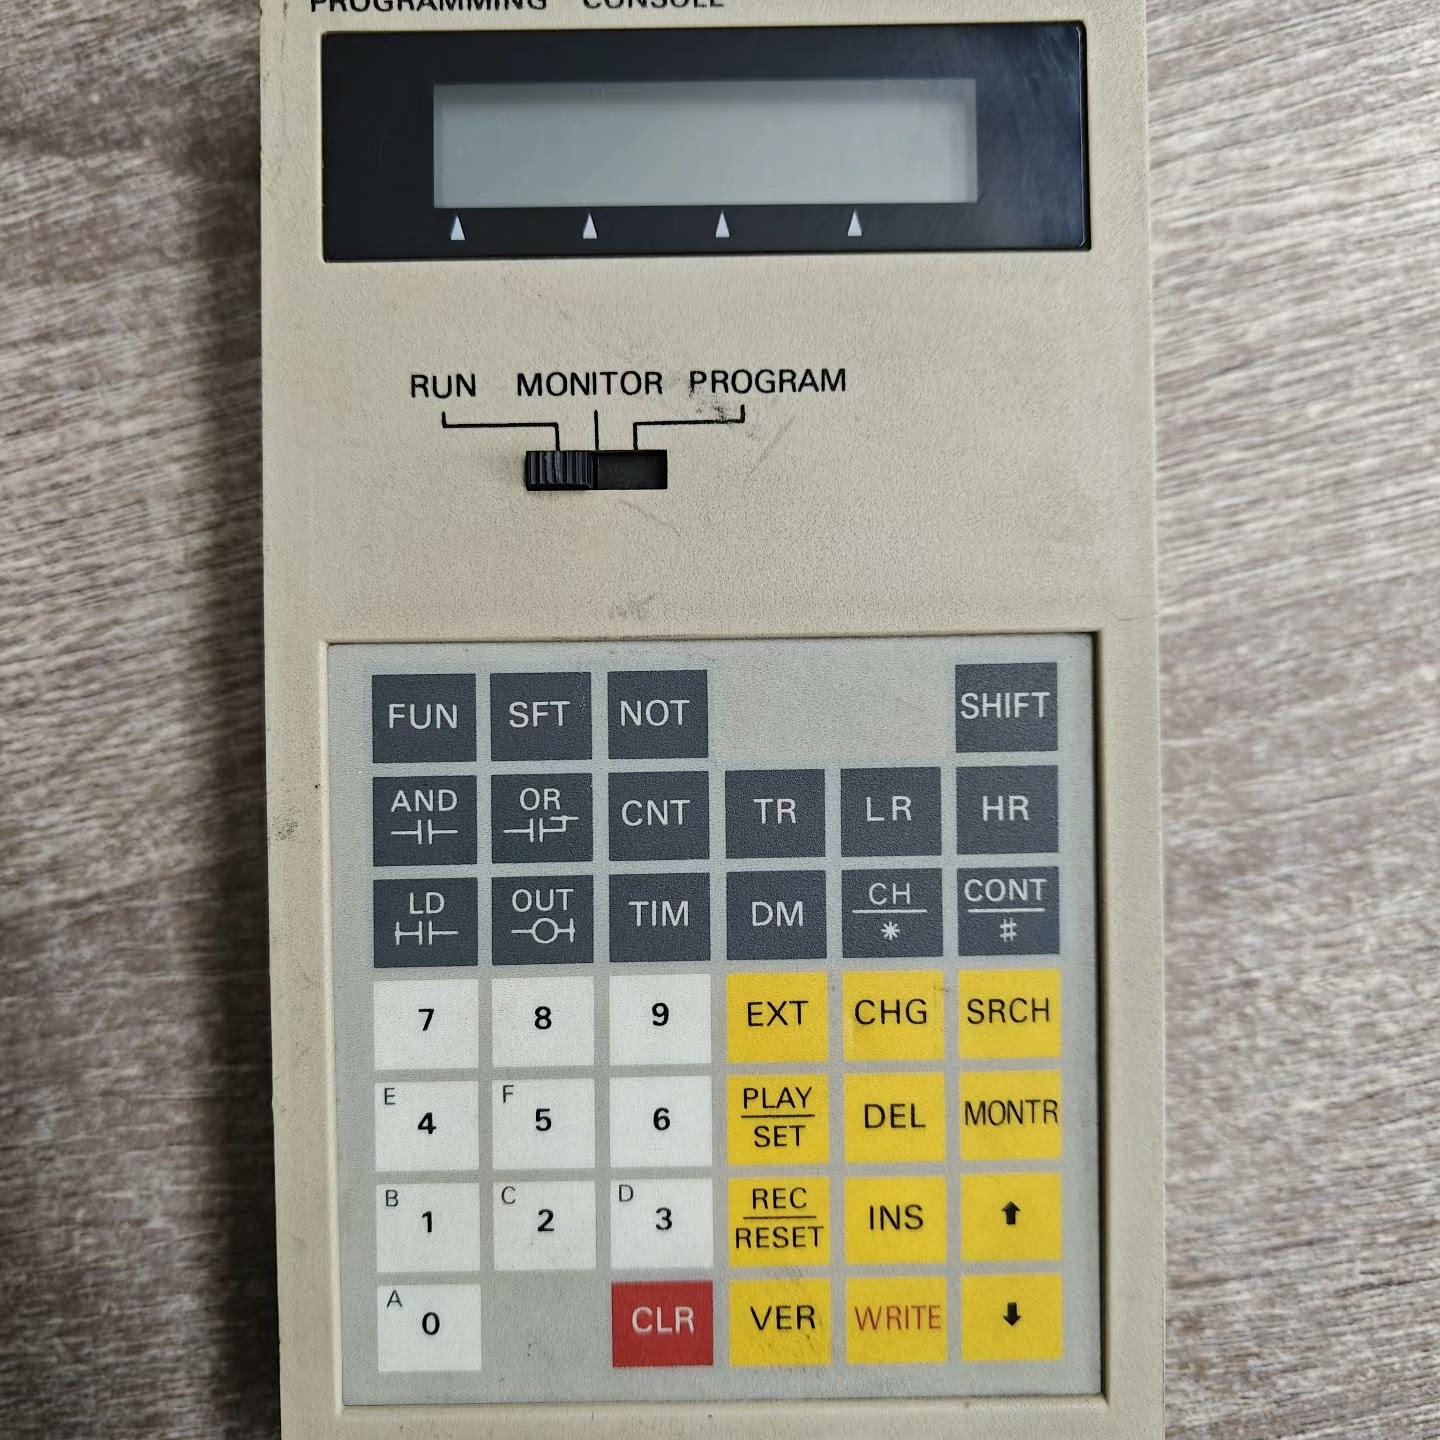 PROGRAMMING CONSOLE
RUN MONITOR PROGRAM
FUN SFT NOT SHIFT
AND OR CNT TR LR HR
LD OUT TIM DM CH
* CONT
#
7 8 9 EXT CHG SRCH
E 4 F 5 6 PLAY
SET DEL MONTR
B 1 C 2 D 3 REC
RESET INS ⬆
A 0 CLR VER WRITE ⬇